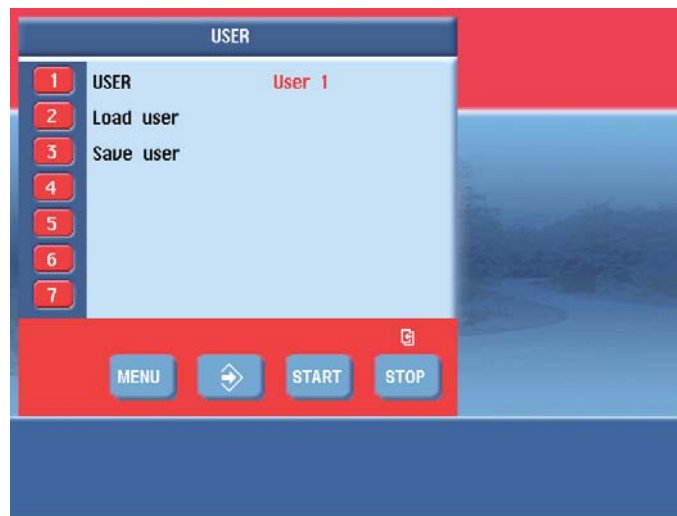 USER
1 USER User 1
2 Load user
3 Save user
4
5
6
7
MENU START STOP